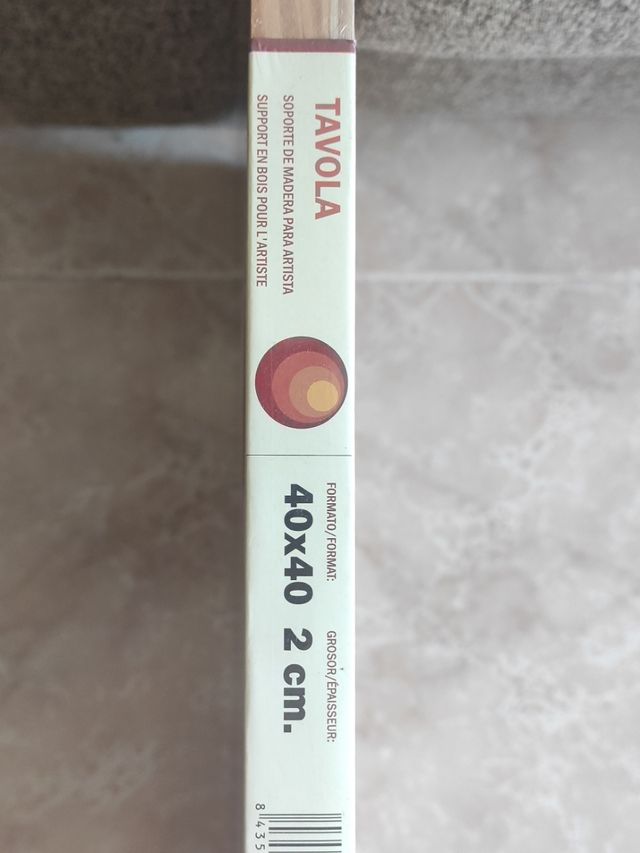 TAVOLA
SOPORTE DE MADERA PARA ARTISTA
SUPPORT EN BOIS POUR L'ARTISTE
FORMATO/FORMAT:
40x40
GROSOR/ÉPAISSEUR:
2 cm.
8 435